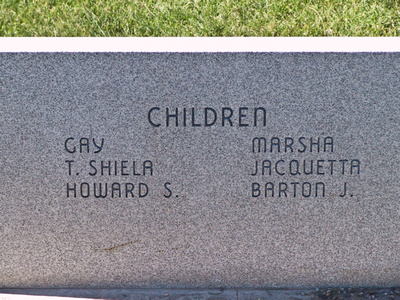 CHILDREN
GAY MARSHA
T. SHIELA JACQUETTA
HOWARD S. BARTON J.